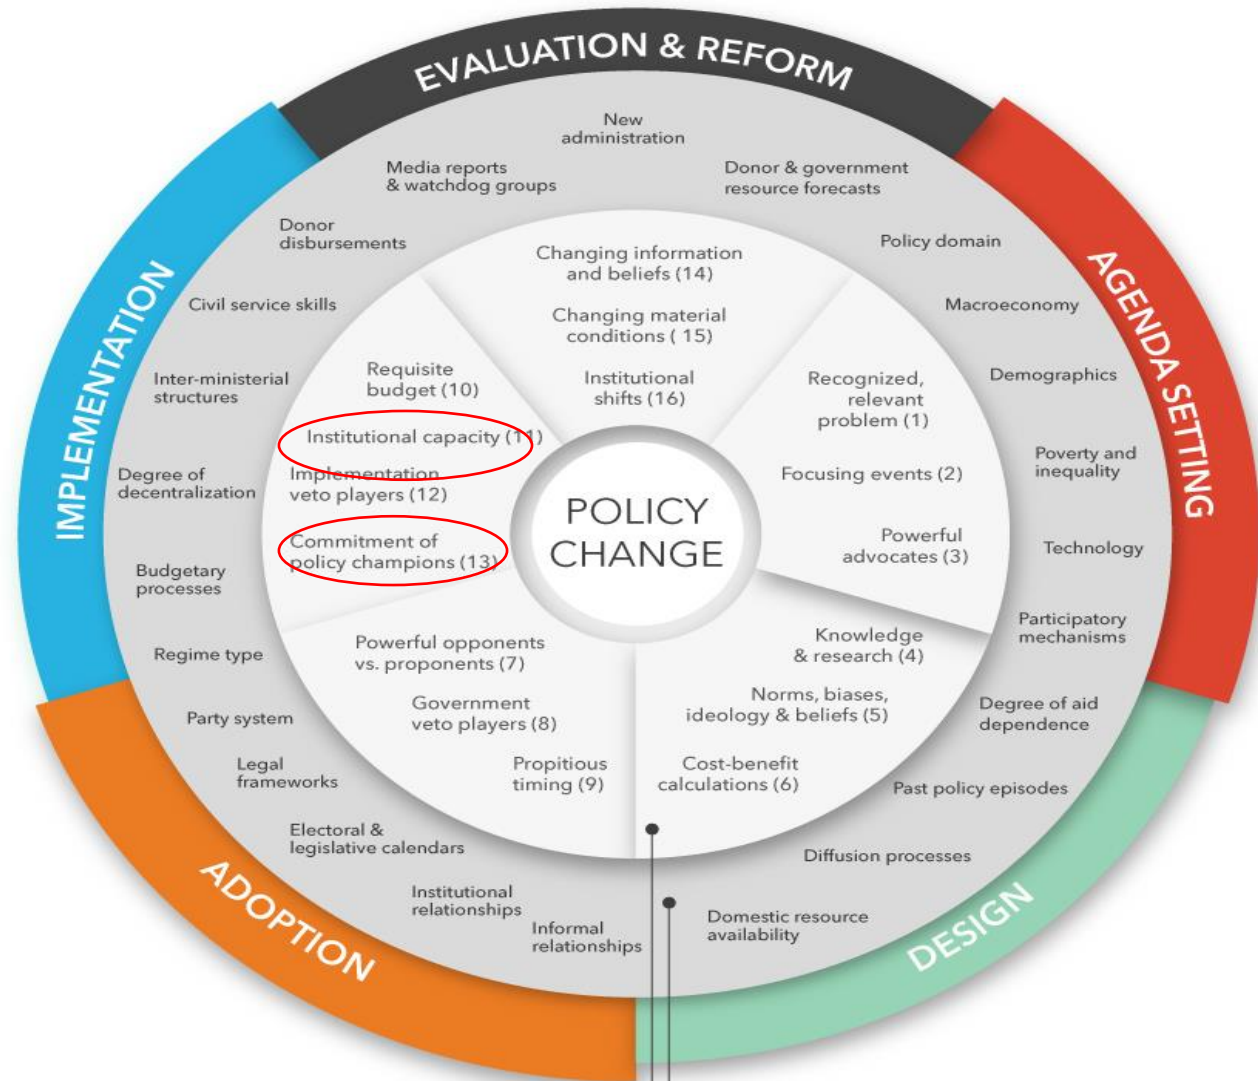 EVALUATION & REFORM
AGENDA SETTING
DESIGN
ADOPTION
IMPLEMENTATION
New
administration
Donor & government
resource forecasts
Policy domain
Macroeconomy
Demographics
Poverty and
inequality
Technology
Participatory
mechanisms
Degree of aid
dependence
Past policy episodes
Diffusion processes
Domestic resource
availability
Informal
relationships
Institutional
relationships
Electoral &
legislative calendars
Legal
frameworks
Party system
Regime type
Budgetary
processes
Degree of
decentralization
Inter-ministerial
structures
Civil service skills
Donor
disbursements
Media reports
& watchdog groups
Changing information
and beliefs (14)
Changing material
conditions ( 15)
Institutional
shifts (16)
Recognized,
relevant
problem (1)
Focusing events (2)
Powerful
advocates (3)
Knowledge
& research (4)
Norms, biases,
ideology & beliefs (5)
Cost-benefit
calculations (6)
Powerful opponents
vs. proponents (7)
Government
veto players (8)
Propitious
timing (9)
Requisite
budget (10)
Institutional capacity (11)
Implementation
veto players (12)
Commitment of
policy champions (13)
POLICY
CHANGE